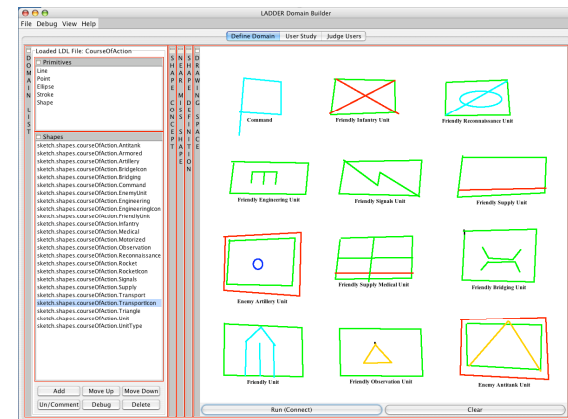 LADDER Domain Builder
File Debug View Help
Define Domain User Study Judge Users
Loaded LDL File: CourseOfAction
Primitives
Line
Point
Ellipse
Stroke
Shape
Shapes
sketch.shapes.courseOfAction.Antitank
sketch.shapes.courseOfAction.Armored
sketch.shapes.courseOfAction.Artillery
sketch.shapes.courseOfAction.BridgeIcon
sketch.shapes.courseOfAction.Bridging
sketch.shapes.courseOfAction.Command
sketch.shapes.courseOfAction.EnemyUnit
sketch.shapes.courseOfAction.Engineering
sketch.shapes.courseOfAction.EngineeringIcon
sketch.shapes.courseOfAction.FriendlyUnit
sketch.shapes.courseOfAction.Infantry
sketch.shapes.courseOfAction.Medical
sketch.shapes.courseOfAction.Motorized
sketch.shapes.courseOfAction.Observation
sketch.shapes.courseOfAction.Reconnaissance
sketch.shapes.courseOfAction.Rocket
sketch.shapes.courseOfAction.RocketIcon
sketch.shapes.courseOfAction.Signals
sketch.shapes.courseOfAction.Supply
sketch.shapes.courseOfAction.Transport
sketch.shapes.courseOfAction.TransportIcon
sketch.shapes.courseOfAction.Triangle
sketch.shapes.courseOfAction.Unit
sketch.shapes.courseOfAction.UnitType
Add Move Up Move Down
Un/Comment Debug Delete
DOMAIN LIST
SHAPE CONCEPT
NEAR MISS SHAPE
SHAPE DEFINITION
DRAWING SPACE
Command Friendly Infantry Unit Friendly Reconnaissance Unit
Friendly Engineering Unit Friendly Signals Unit Friendly Supply Unit
Enemy Artillery Unit Friendly Supply Medical Unit Friendly Bridging Unit
Friendly Unit Friendly Observation Unit Enemy Antitank Unit
Run (Connect) Clear